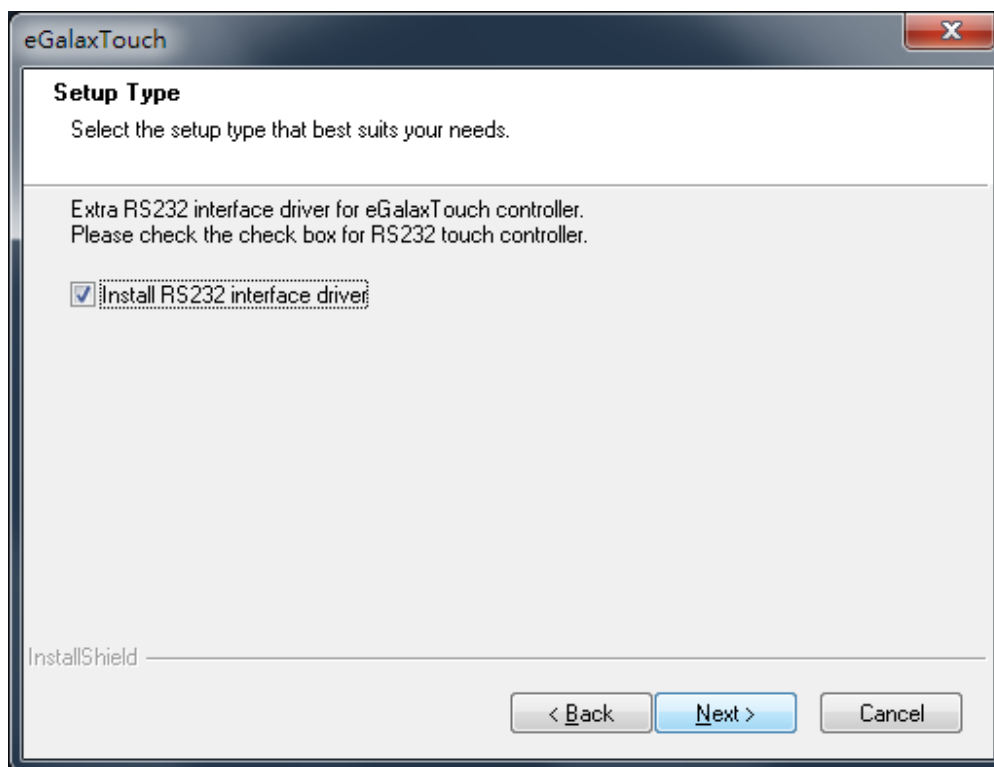 eGalaxTouch
Setup Type
Select the setup type that best suits your needs.
Extra RS232 interface driver for eGalaxTouch controller.
Please check the check box for RS232 touch controller.
Install RS232 interface driver
InstallShield
< Back Next > Cancel